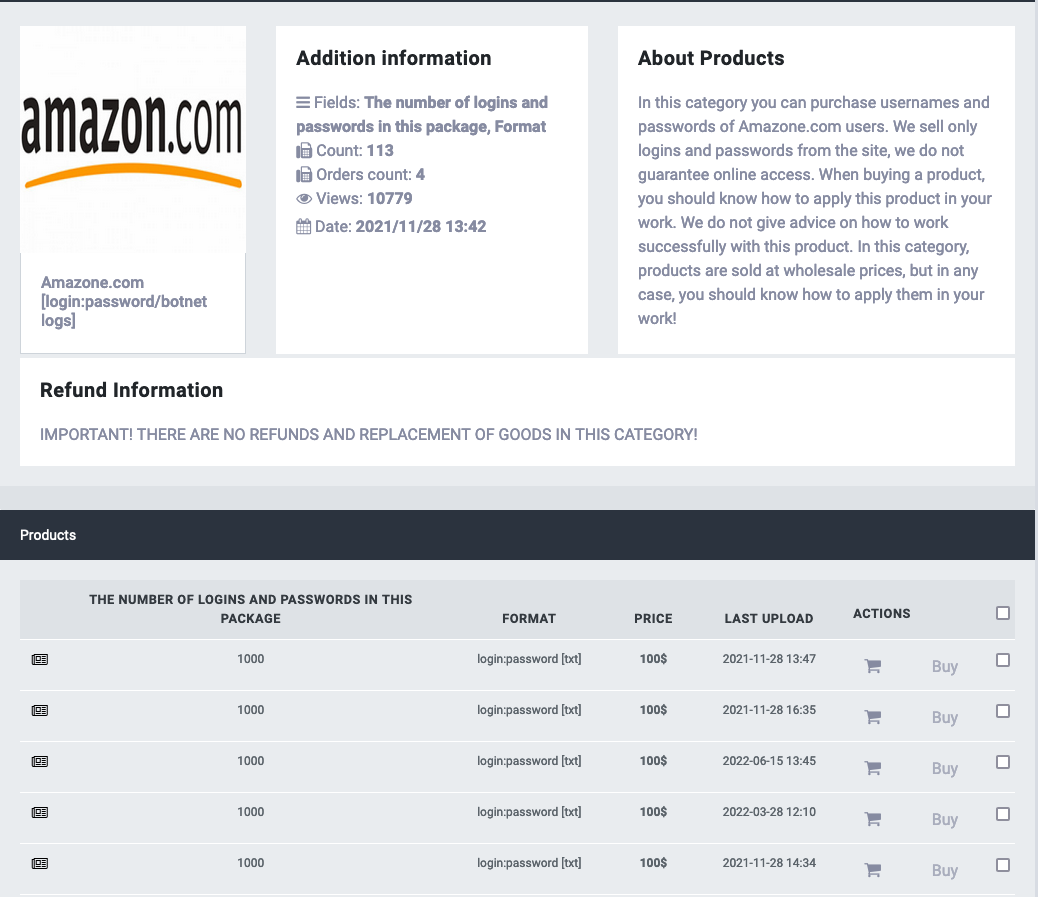 amazon.com
Amazone.com
[login:password/botnet
logs]
Addition information
Fields: The number of logins and
passwords in this package, Format
Count: 113
Orders count: 4
Views: 10779
Date: 2021/11/28 13:42
About Products
In this category you can purchase usernames and
passwords of Amazone.com users. We sell only
logins and passwords from the site, we do not
guarantee online access. When buying a product,
you should know how to apply this product in your
work. We do not give advice on how to work
successfully with this product. In this category,
products are sold at wholesale prices, but in any
case, you should know how to apply them in your
work!
Refund Information
IMPORTANT! THERE ARE NO REFUNDS AND REPLACEMENT OF GOODS IN THIS CATEGORY!
Products
THE NUMBER OF LOGINS AND PASSWORDS IN THIS
PACKAGE FORMAT PRICE LAST UPLOAD ACTIONS
1000 login:password [txt] 100$ 2021-11-28 13:47 Buy
1000 login:password [txt] 100$ 2021-11-28 16:35 Buy
1000 login:password [txt] 100$ 2022-06-15 13:45 Buy
1000 login:password [txt] 100$ 2022-03-28 12:10 Buy
1000 login:password [txt] 100$ 2021-11-28 14:34 Buy